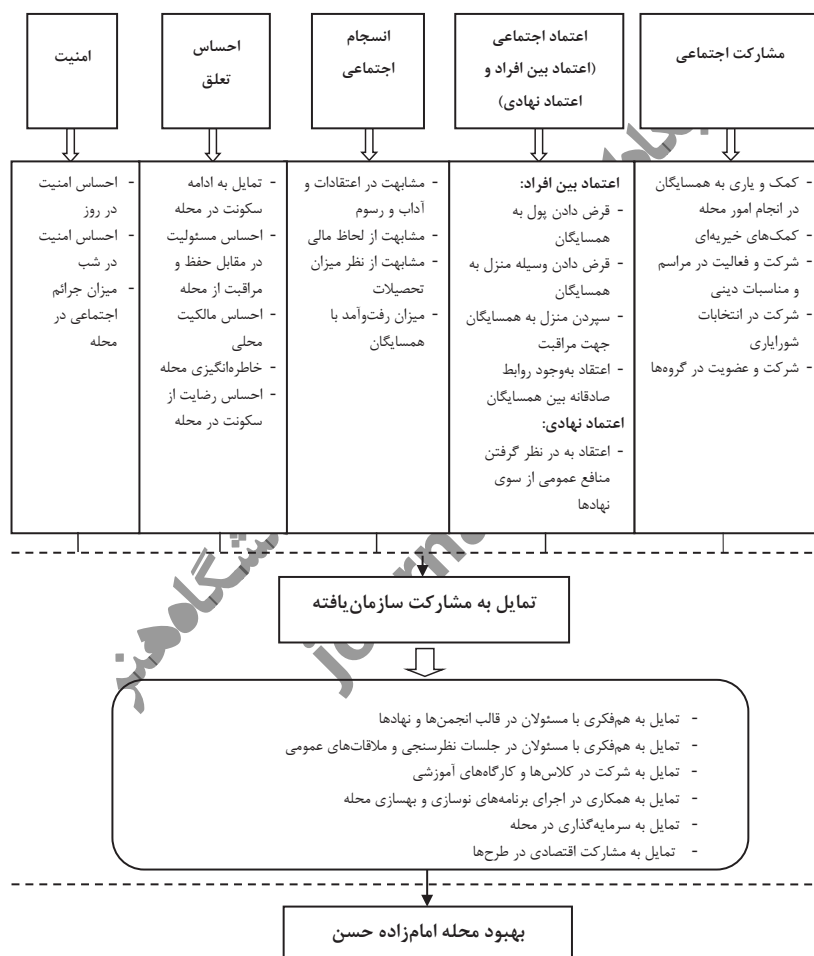 مشارکت اجتماعی
اعتماد اجتماعی
(اعتماد بین افراد و
اعتماد نهادی)
انسجام
اجتماعی
احساس
تعلق
امنیت
- کمک و یاری به همسایگان
در انجام امور محله
- کمک‌های خیریه‌ای
- شرکت و فعالیت در مراسم
و مناسبات دینی
- شرکت در انتخابات
شورایاری
- شرکت و عضویت در گروه‌ها
اعتماد بین افراد:
- قرض دادن پول به
همسایگان
- قرض دادن وسیله منزل به
همسایگان
- سپردن منزل به همسایگان
جهت مراقبت
- اعتقاد به‌وجود روابط
صادقانه بین همسایگان
اعتماد نهادی:
- اعتقاد به در نظر گرفتن
منافع عمومی از سوی
نهادها
- مشابهت در اعتقادات و
آداب و رسوم
- مشابهت از لحاظ مالی
- مشابهت از نظر میزان
تحصیلات
- میزان رفت‌وآمد با
همسایگان
- تمایل به ادامه
سکونت در محله
- احساس مسئولیت
در مقابل حفظ و
مراقبت از محله
- احساس مالکیت
محلی
- خاطره‌انگیزی محله
- احساس رضایت از
سکونت در محله
- احساس امنیت
در روز
- احساس امنیت
در شب
- میزان جرائم
اجتماعی در
محله
تمایل به مشارکت سازمان‌یافته
- تمایل به هم‌فکری با مسئولان در قالب انجمن‌ها و نهادها
- تمایل به هم‌فکری با مسئولان در جلسات نظرسنجی و ملاقات‌های عمومی
- تمایل به شرکت در کلاس‌ها و کارگاه‌های آموزشی
- تمایل به همکاری در اجرای برنامه‌های نوسازی و بهسازی محله
- تمایل به سرمایه‌گذاری در محله
- تمایل به مشارکت اقتصادی در طرح‌ها
بهبود محله امام‌زاده حسن